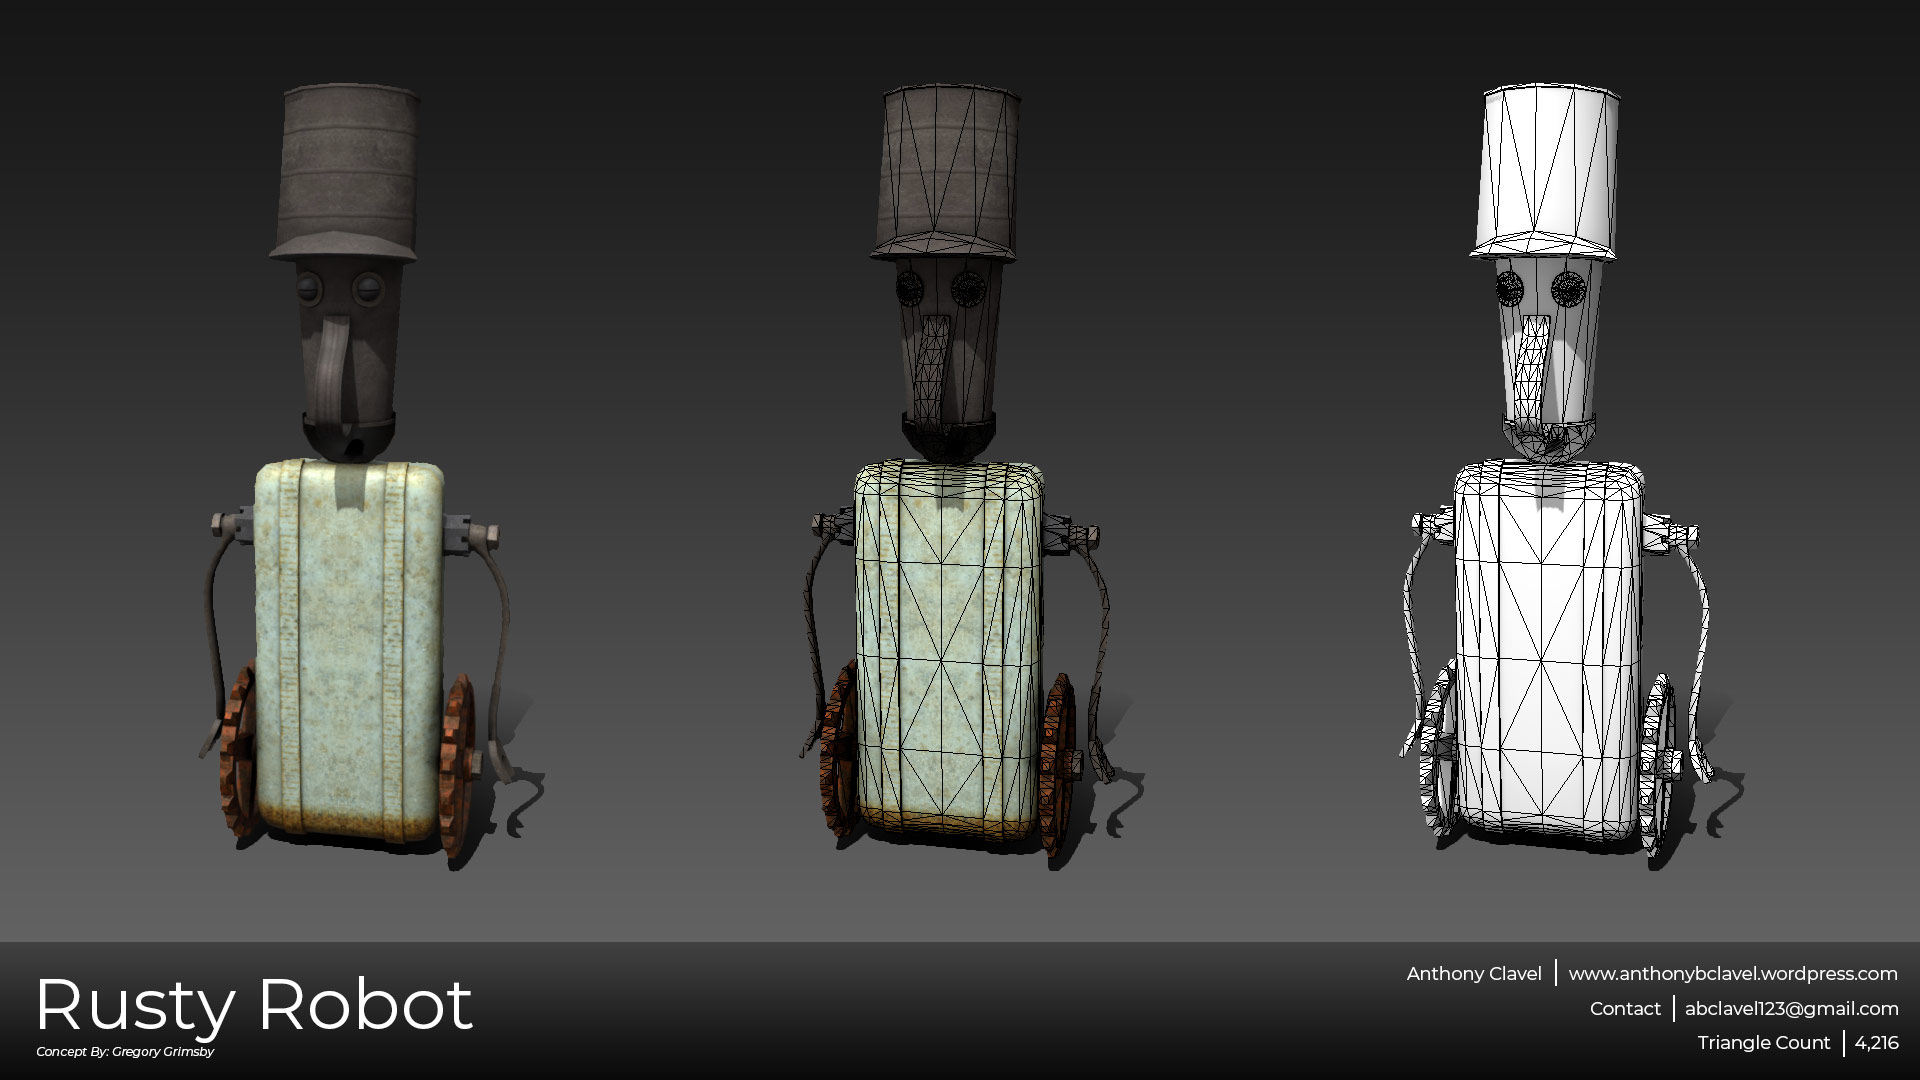 Rusty Robot
Concept By: Gregory Grimsby
Anthony Clavel | www.anthonybclavel.wordpress.com
Contact | abclavel123@gmail.com
Triangle Count | 4,216